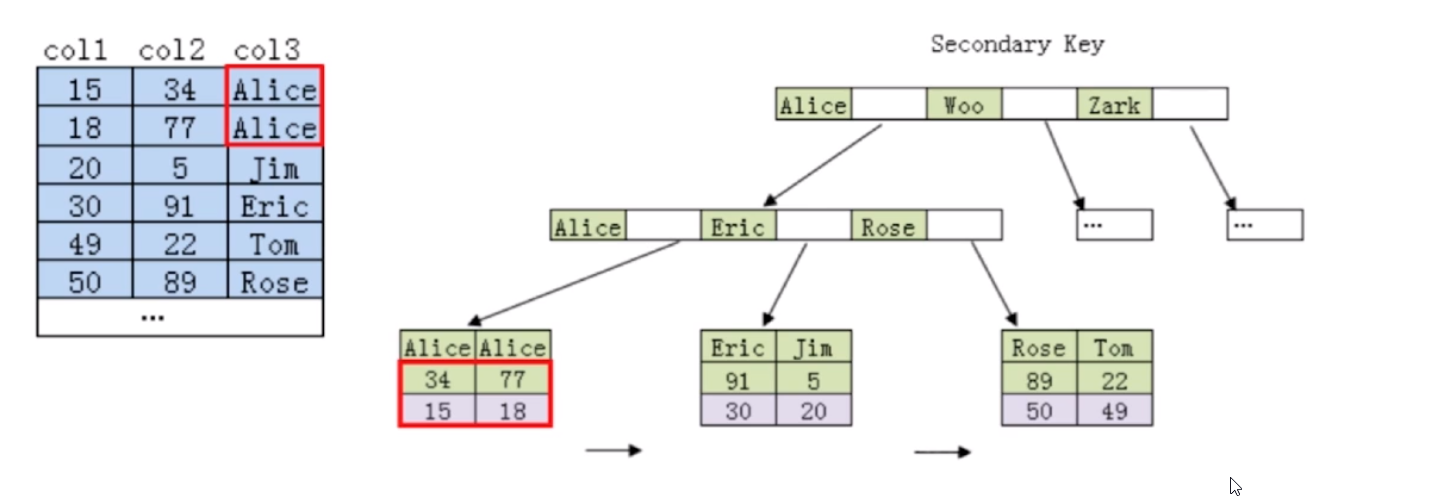 col1 col2 col3
15 34 Alice
18 77 Alice
20 5 Jim
30 91 Eric
49 22 Tom
50 89 Rose
...
Secondary Key
Alice Woo Zark
Alice Eric Rose
... ...
Alice Alice
34 77
15 18
Eric Jim
91 5
30 20
Rose Tom
89 22
50 49